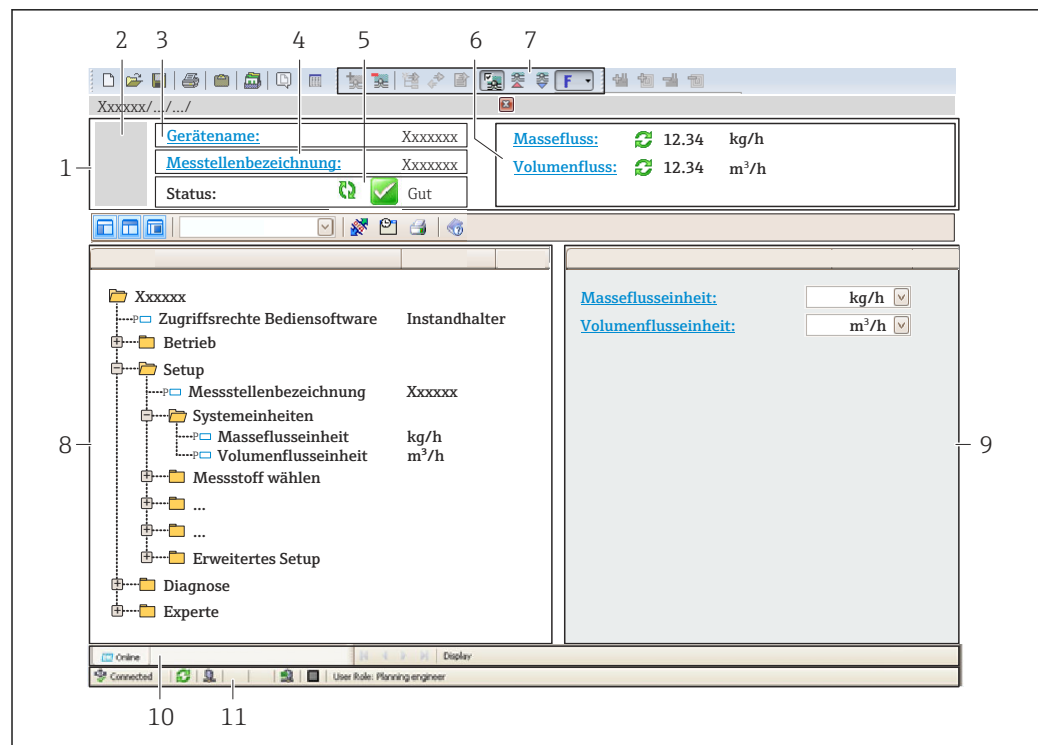 2 3 4 5 6 7
F
Xxxxxx/.../.../
1
Gerätename: Xxxxxxx
Messtellenbezeichnung: Xxxxxxx
Status: Gut
Massefluss: 12.34 kg/h
Volumenfluss: 12.34 m³/h
Xxxxxx
P Zugriffsrechte Bediensoftware Instandhalter
Betrieb
Setup
P Messstellenbezeichnung Xxxxxx
Systemeinheiten
P Masseflusseinheit kg/h
P Volumenflusseinheit m³/h
Messstoff wählen
...
...
Erweitertes Setup
Diagnose
Experte
Masseflusseinheit: kg/h
Volumenflusseinheit: m³/h
8
9
Online Display
Connected User Role: Planning engineer
10 11